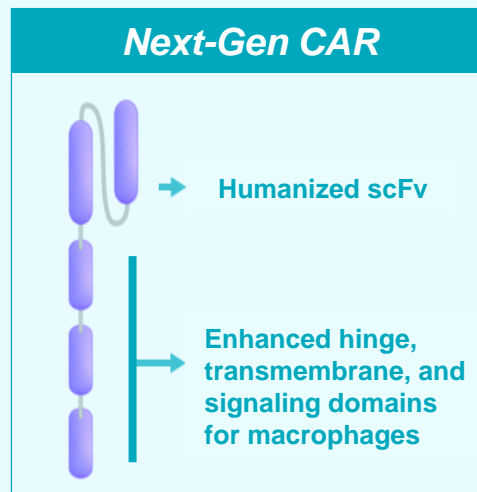 Next-Gen CAR
Humanized scFv
Enhanced hinge,
transmembrane, and
signaling domains
for macrophages